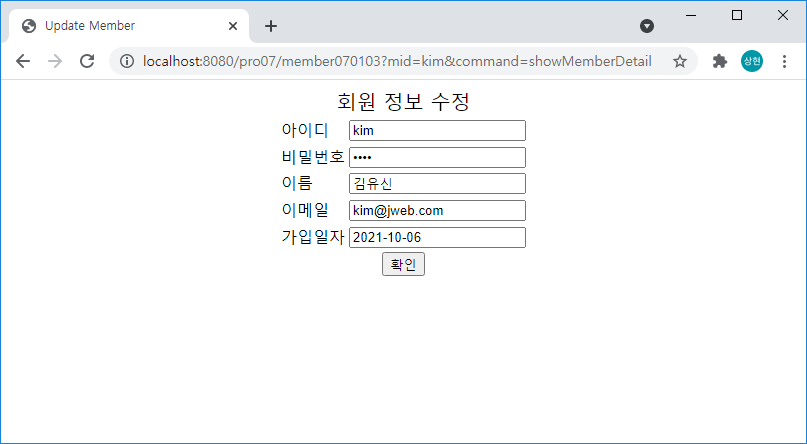 Update Member
localhost:8080/pro07/member070103?mid=kim&command=showMemberDetail
상현
회원 정보 수정
아이디 kim
비밀번호 ••••
이름 김유신
이메일 kim@jweb.com
가입일자 2021-10-06
확인